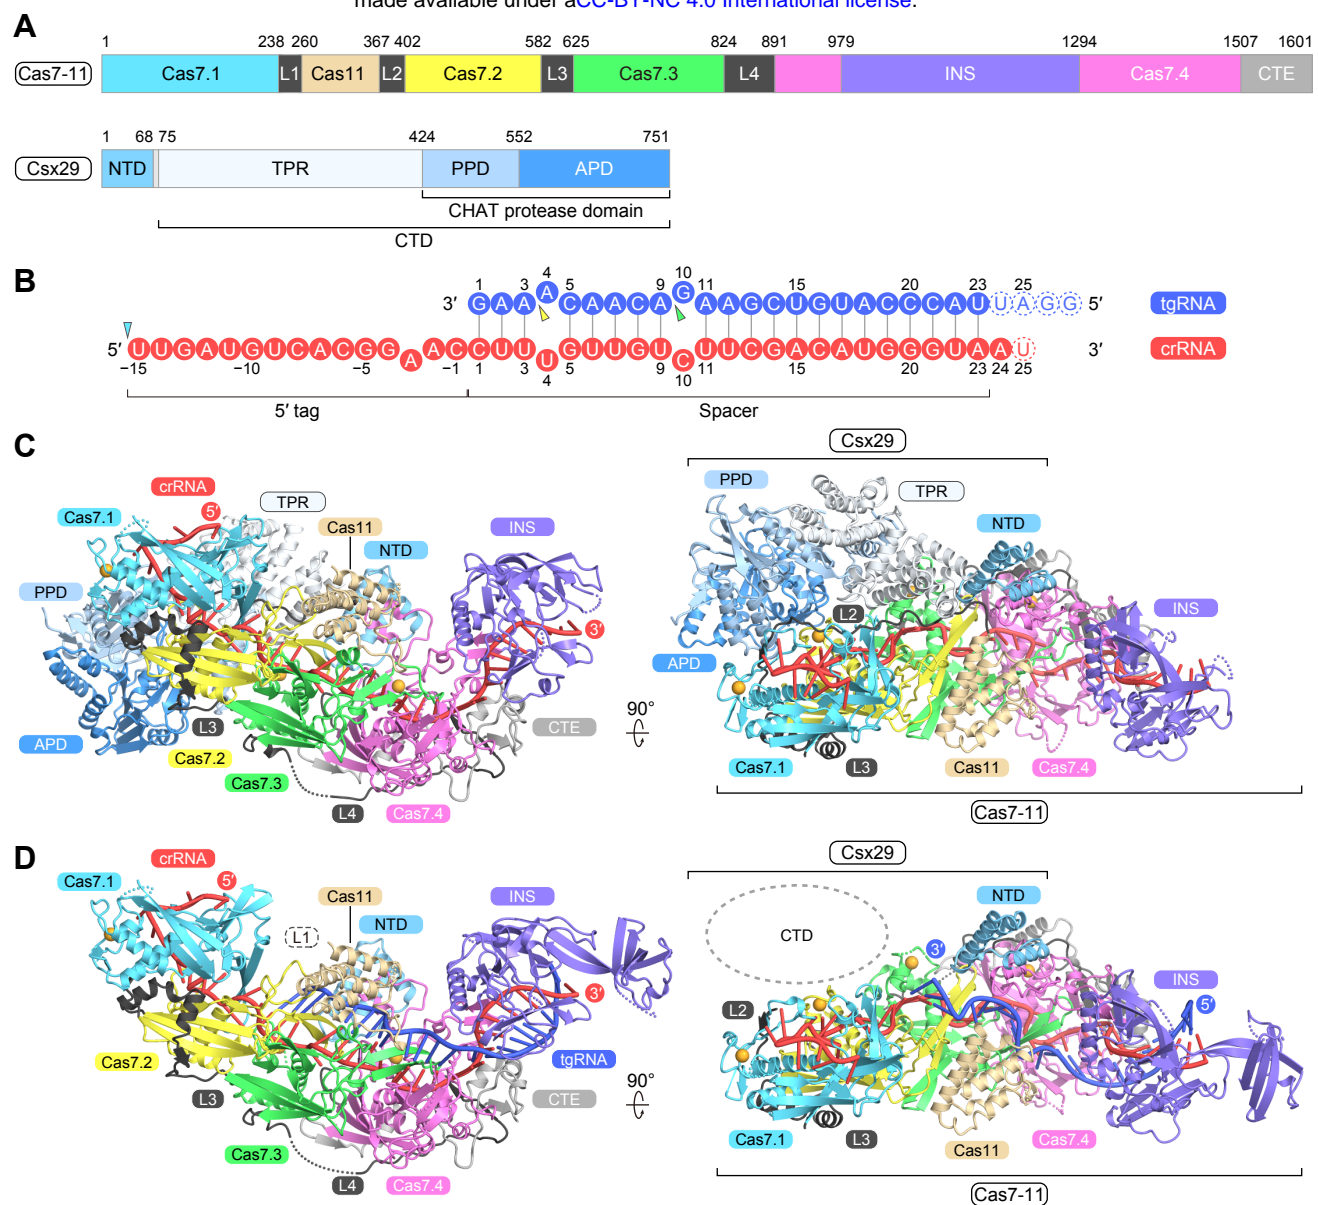 made available under aCC-BY-NC 4.0 International license.
A
1 238 260 367 402 582 625 824 891 979 1294 1507 1601
Cas7-11 Cas7.1 L1 Cas11 L2 Cas7.2 L3 Cas7.3 L4 INS Cas7.4 CTE
1 68 75 424 552 751
Csx29 NTD TPR PPD APD
CHAT protease domain
CTD
B
1 3 4 5 9 10 11 15 20 23 25
3′ G A A A C A A C A G A A G C U G U A C C C A U U A G G 5′ tgRNA
5′ U U G A U G U C A C G G A A C C U U U G U U G U C U U C G A C A U G G G U A A U 3′ crRNA
−15 −10 −5 −1 1 3 4 5 9 10 11 15 20 23 24 25
5′ tag Spacer
C
Csx29
crRNA
5′
TPR
Cas7.1
Cas11
NTD
INS
PPD
3′
APD
L3
Cas7.2
Cas7.3
L4
Cas7.4
CTE
90°
PPD
TPR
NTD
L2
INS
APD
Cas7.1
L3
Cas11
Cas7.4
Cas7-11
D
Csx29
crRNA
5′
Cas7.1
Cas11
NTD
INS
L1
3′
Cas7.2
tgRNA
L3
CTE
Cas7.3
L4
Cas7.4
90°
NTD
CTD
3′
INS
L2
5′
Cas7.1
L3
Cas11
Cas7.4
Cas7-11